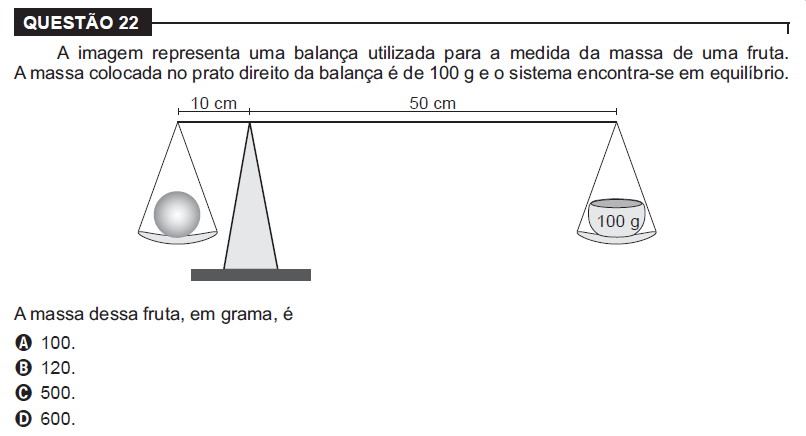 QUESTÃO 22
A imagem representa uma balança utilizada para a medida da massa de uma fruta.
A massa colocada no prato direito da balança é de 100 g e o sistema encontra-se em equilíbrio.
10 cm 50 cm
100 g
A massa dessa fruta, em grama, é
A 100.
B 120.
C 500.
D 600.